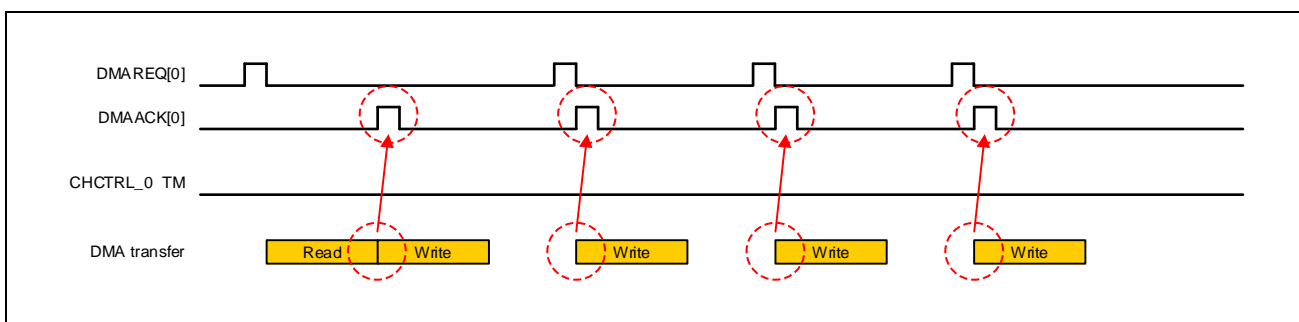 DMAREQ[0]
DMAACK[0]
CHCTRL_0 TM
DMA transfer Read Write Write Write Write